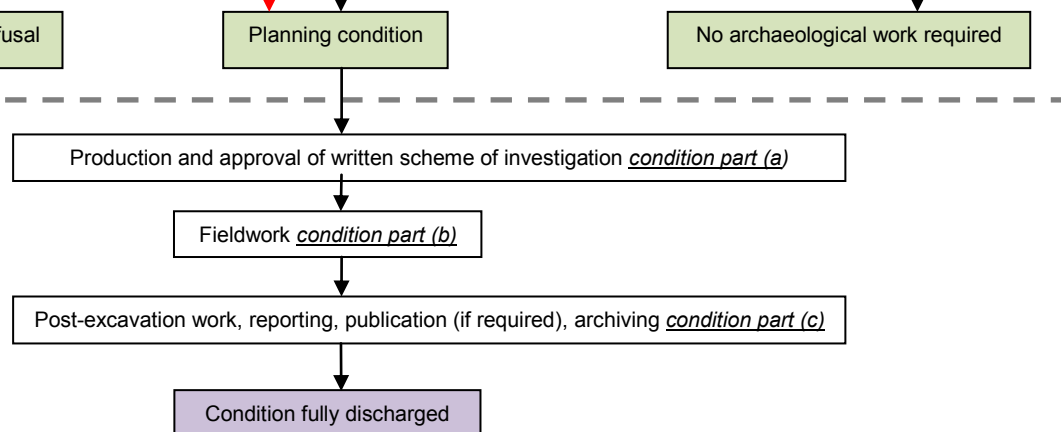 Planning condition
No archaeological work required
Production and approval of written scheme of investigation condition part (a)
Fieldwork condition part (b)
Post-excavation work, reporting, publication (if required), archiving condition part (c)
Condition fully discharged